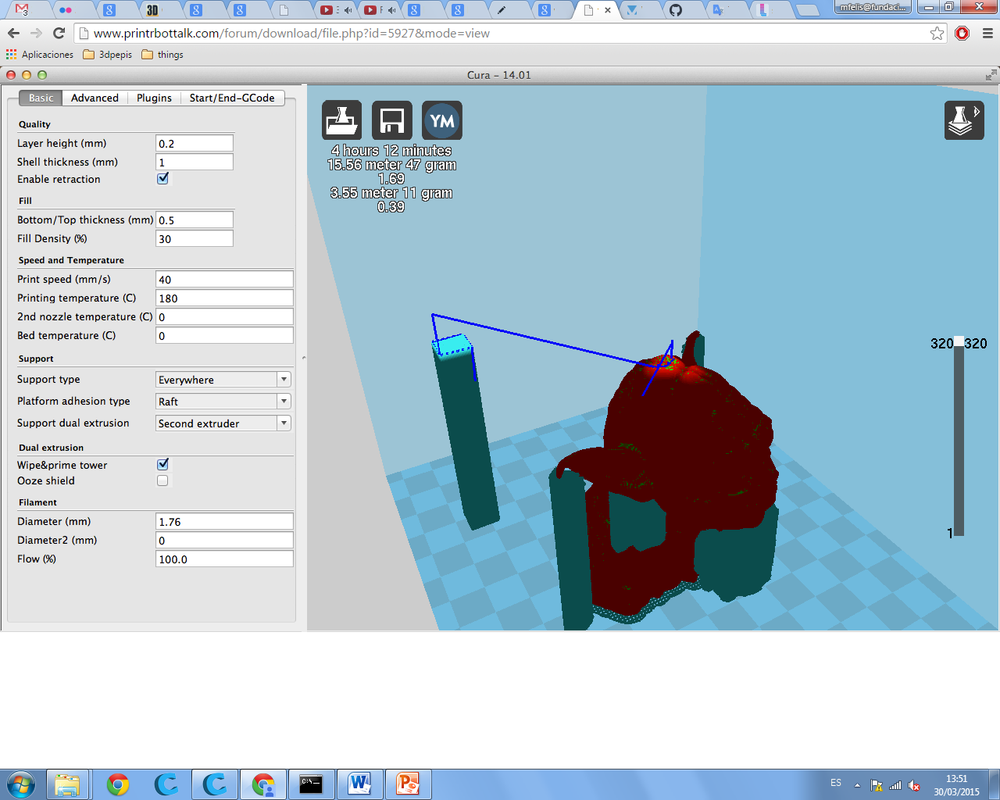 3
3D
mfelis@fundaci...
www.printrbottalk.com/forum/download/file.php?id=5927&mode=view
Aplicaciones 3dpepis things
Cura - 14.01
Basic Advanced Plugins Start/End-GCode
Quality
Layer height (mm) 0.2
Shell thickness (mm) 1
Enable retraction
Fill
Bottom/Top thickness (mm) 0.5
Fill Density (%) 30
Speed and Temperature
Print speed (mm/s) 40
Printing temperature (C) 180
2nd nozzle temperature (C) 0
Bed temperature (C) 0
Support
Support type Everywhere
Platform adhesion type Raft
Support dual extrusion Second extruder
Dual extrusion
Wipe&prime tower
Ooze shield
Filament
Diameter (mm) 1.76
Diameter2 (mm) 0
Flow (%) 100.0
YM
4 hours 12 minutes
15.56 meter 47 gram
1.69
3.55 meter 11 gram
0.39
320 320
1
ES
13:51
30/03/2015